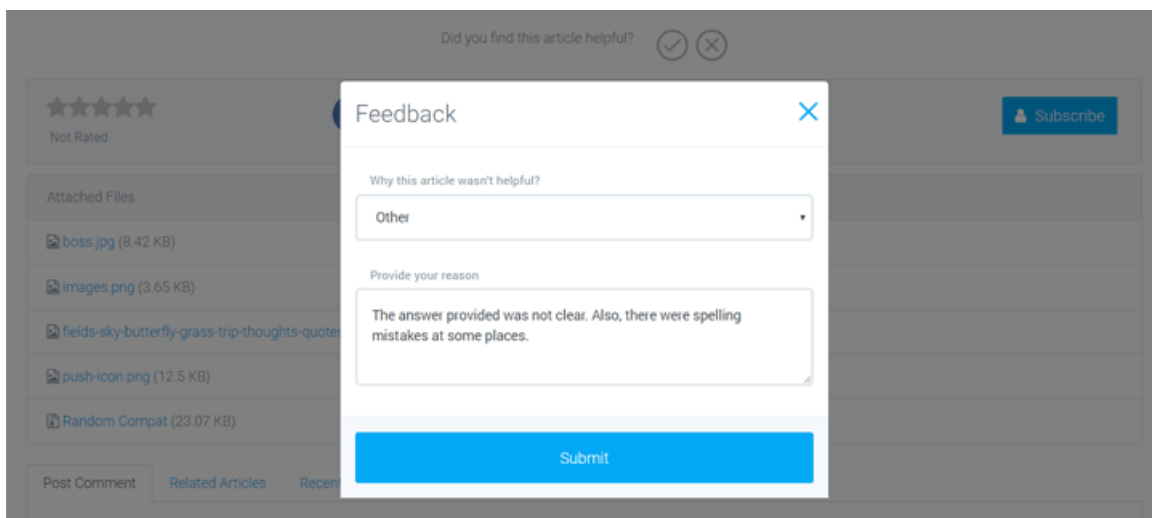 Did you find this article helpful?
Not Rated
Subscribe
Feedback
Why this article wasn't helpful?
Other
Provide your reason
The answer provided was not clear. Also, there were spelling
mistakes at some places.
Submit
Attached Files
boss.jpg (8.42 KB)
images.png (3.65 KB)
fields-sky-butterfly-grass-trip-thoughts-quote
push-icon.png (12.5 KB)
Random Compat (23.07 KB)
Post Comment Related Articles